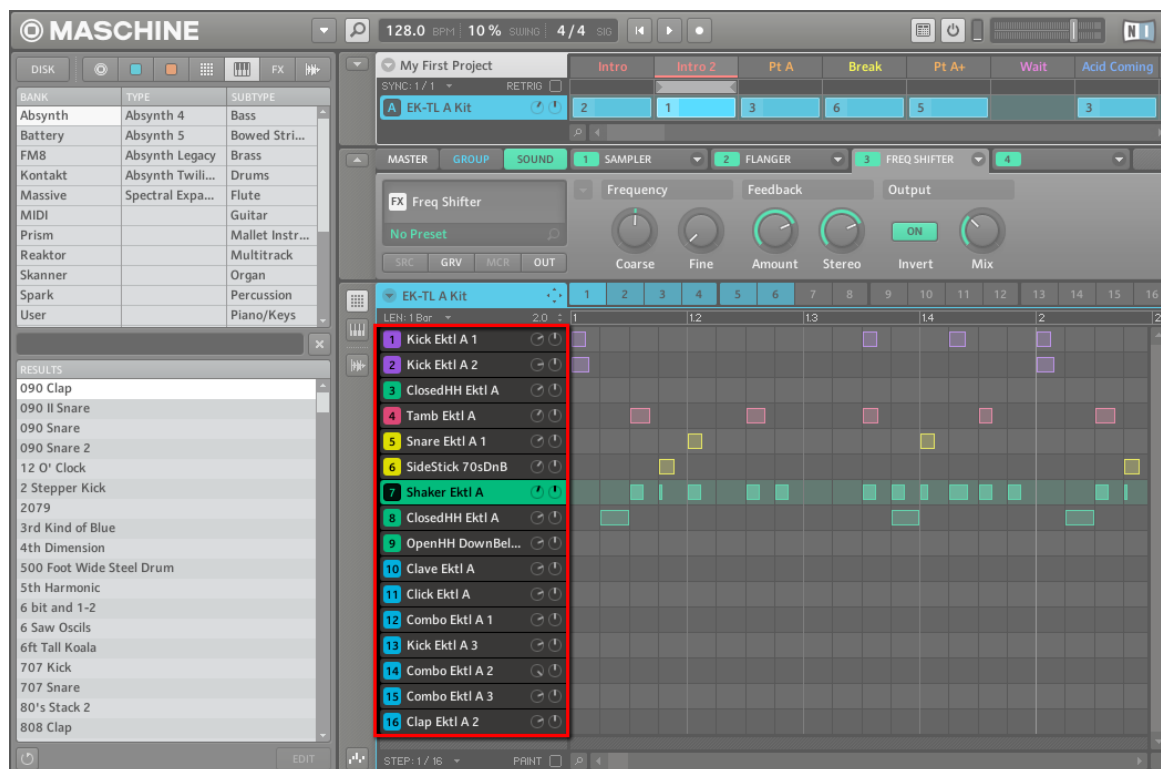 MASCHINE
128.0 BPM 10% SWING 4/4 SIG
NI
DISK FX
BANK TYPE SUBTYPE
Absynth Absynth 4 Bass
Battery Absynth 5 Bowed Stri...
FM8 Absynth Legacy Brass
Kontakt Absynth Twili... Drums
Massive Spectral Expa... Flute
MIDI Guitar
Prism Mallet Instr...
Reaktor Multitrack
Skanner Organ
Spark Percussion
User Piano/Keys
RESULTS
090 Clap
090 II Snare
090 Snare
090 Snare 2
12 O' Clock
2 Stepper Kick
2079
3rd Kind of Blue
4th Dimension
500 Foot Wide Steel Drum
5th Harmonic
6 bit and 1-2
6 Saw Oscils
6ft Tall Koala
707 Kick
707 Snare
80's Stack 2
808 Clap
EDIT
My First Project Intro Intro 2 Pt A Break Pt A+ Wait Acid Coming
SYNC: 1/1 RETRIG
A EK-TL A Kit 2 1 3 6 5 3
MASTER GROUP SOUND 1 SAMPLER 2 FLANGER 3 FREQ SHIFTER 4
FX Freq Shifter
No Preset
SRC GRV MCR OUT
Frequency Feedback Output
ON
Coarse Fine Amount Stereo Invert Mix
EK-TL A Kit 1 2 3 4 5 6 7 8 9 10 11 12 13 14 15 16
LEN: 1 Bar 2.0 1 1.2 1.3 1.4 2 2
1 Kick Ektl A 1
2 Kick Ektl A 2
3 ClosedHH Ektl A
4 Tamb Ektl A
5 Snare Ektl A 1
6 SideStick 70sDnB
7 Shaker Ektl A
8 ClosedHH Ektl A
9 OpenHH DownBel...
10 Clave Ektl A
11 Click Ektl A
12 Combo Ektl A 1
13 Kick Ektl A 3
14 Combo Ektl A 2
15 Combo Ektl A 3
16 Clap Ektl A 2
STEP: 1/16 PAINT